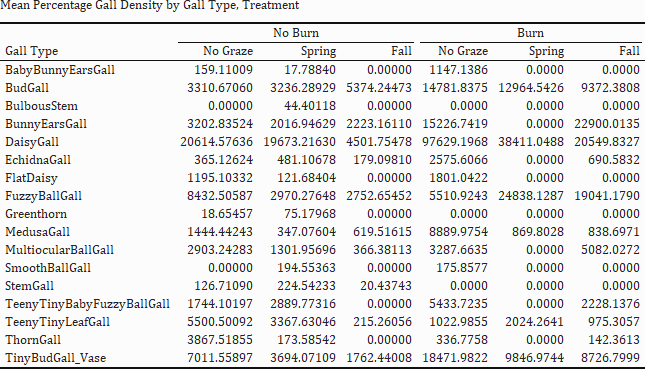 Mean Percentage Gall Density by Gall Type, Treatment
No Burn Burn
Gall Type No Graze Spring Fall No Graze Spring Fall
BabyBunnyEarsGall 159.11009 17.78840 0.00000 1147.1386 0.0000 0.0000
BudGall 3310.67060 3236.28929 5374.24473 14781.8375 12964.5426 9372.3808
BulbousStem 0.00000 44.40118 0.00000 0.0000 0.0000 0.0000
BunnyEarsGall 3202.83524 2016.94629 2223.16110 15226.7419 0.0000 22900.0135
DaisyGall 20614.57636 19673.21630 4501.75478 97629.1968 38411.0488 20549.8327
EchidnaGall 365.12624 481.10678 179.09810 2575.6066 0.0000 690.5832
FlatDaisy 1195.10332 121.68404 0.00000 1801.0422 0.0000 0.0000
FuzzyBallGall 8432.50587 2970.27648 2752.65452 5510.9243 24838.1287 19041.1790
Greenthorn 18.65457 75.17968 0.00000 0.0000 0.0000 0.0000
MedusaGall 1444.44243 347.07604 619.51615 8889.9754 869.8028 838.6971
MultiocularBallGall 2903.24283 1301.95696 366.38113 3287.6635 0.0000 5082.0272
SmoothBallGall 0.00000 194.55363 0.00000 175.8577 0.0000 0.0000
StemGall 126.71090 224.54233 20.43743 0.0000 0.0000 0.0000
TeenyTinyBabyFuzzyBallGall 1744.10197 2889.77316 0.00000 5433.7235 0.0000 2228.1376
TeenyTinyLeafGall 5500.50092 3367.63046 215.26056 1022.9855 2024.2641 975.3057
ThornGall 3867.51855 173.58542 0.00000 336.7758 0.0000 142.3613
TinyBudGall_Vase 7011.55897 3694.07109 1762.44008 18471.9822 9846.9744 8726.7999